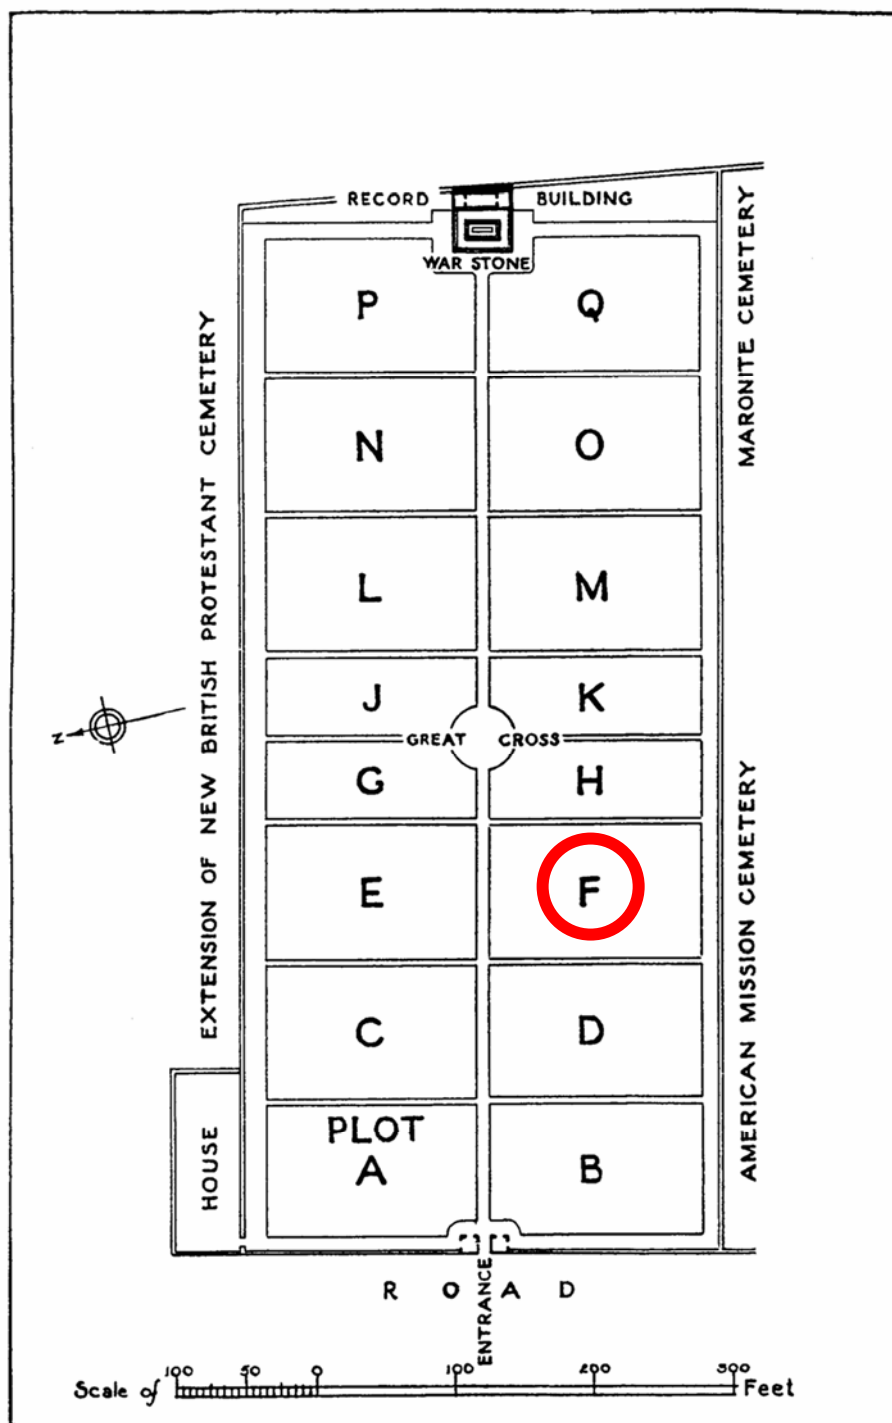 RECORD BUILDING
WAR STONE
P Q
N O
L M
J K
GREAT CROSS
G H
E F
C D
PLOT
A B
HOUSE
EXTENSION OF NEW BRITISH PROTESTANT CEMETERY
MARONITE CEMETERY
AMERICAN MISSION CEMETERY
N
ROAD
ENTRANCE
Scale of 100 50 0 100 200 300 Feet